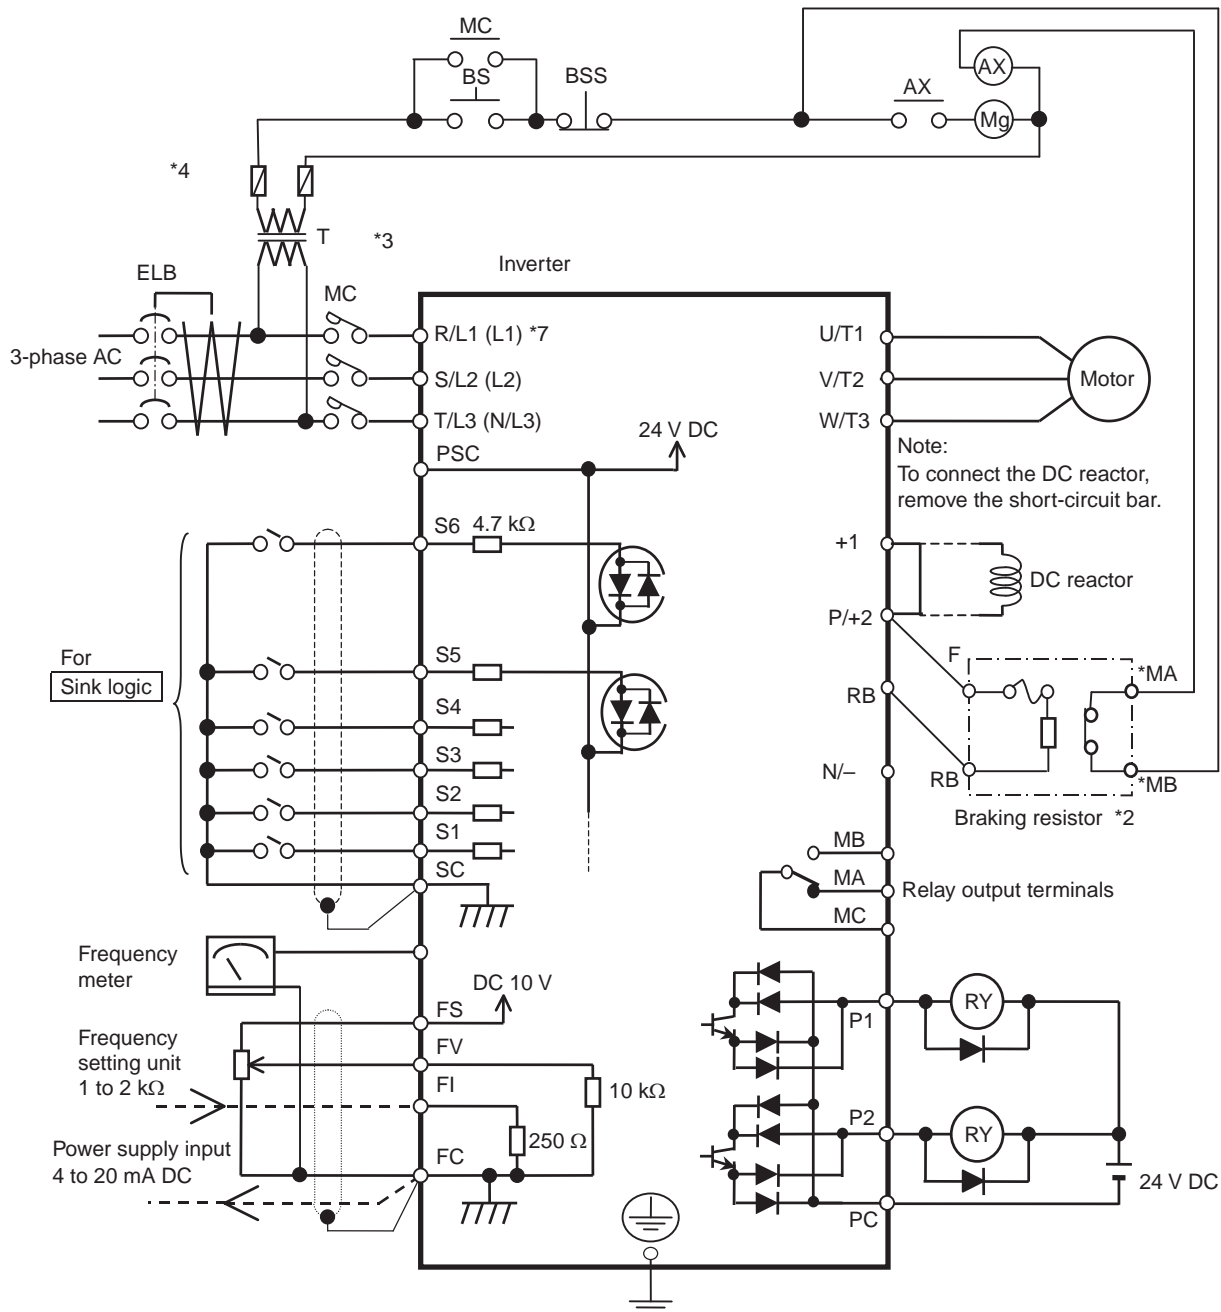 MC
BS
BSS
AX
AX
Mg
*4
T
*3
ELB
MC
Inverter
3-phase AC
R/L1 (L1) *7
S/L2 (L2)
T/L3 (N/L3)
PSC
24 V DC
U/T1
V/T2
W/T3
Motor
Note:
To connect the DC reactor,
remove the short-circuit bar.
S6
4.7 kΩ
+1
DC reactor
P/+2
For
Sink logic
S5
S4
S3
S2
S1
SC
F
*MA
RB
RB
*MB
N/–
Braking resistor *2
MB
MA
MC
Relay output terminals
Frequency
meter
DC 10 V
FS
Frequency
setting unit
1 to 2 kΩ
FV
FI
10 kΩ
250 Ω
Power supply input
4 to 20 mA DC
FC
P1
RY
P2
RY
24 V DC
PC